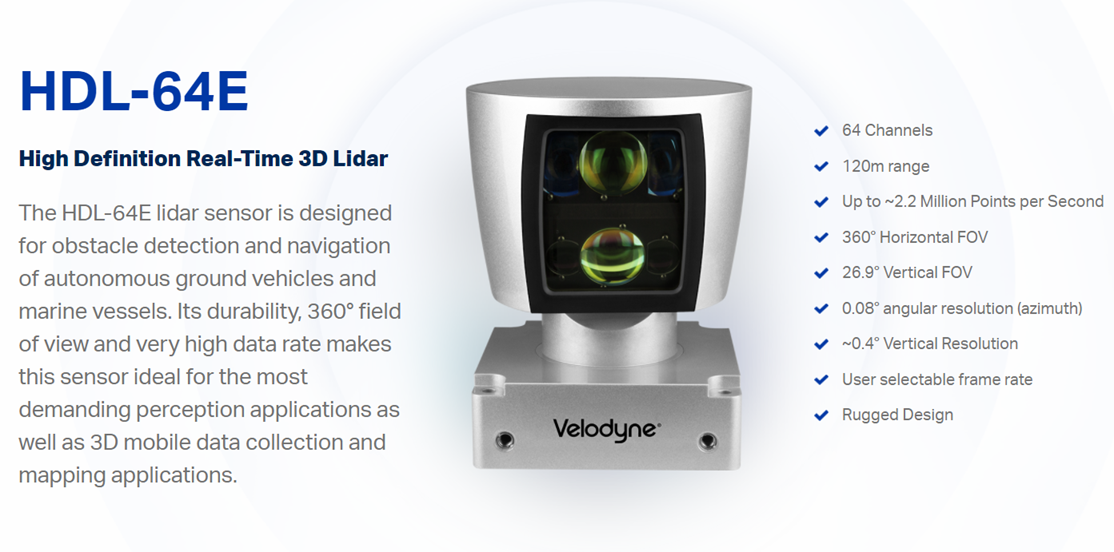 HDL-64E
High Definition Real-Time 3D Lidar
The HDL-64E lidar sensor is designed
for obstacle detection and navigation
of autonomous ground vehicles and
marine vessels. Its durability, 360° field
of view and very high data rate makes
this sensor ideal for the most
demanding perception applications as
well as 3D mobile data collection and
mapping applications.
Velodyne®
64 Channels
120m range
Up to ~2.2 Million Points per Second
360° Horizontal FOV
26.9° Vertical FOV
0.08° angular resolution (azimuth)
~0.4° Vertical Resolution
User selectable frame rate
Rugged Design